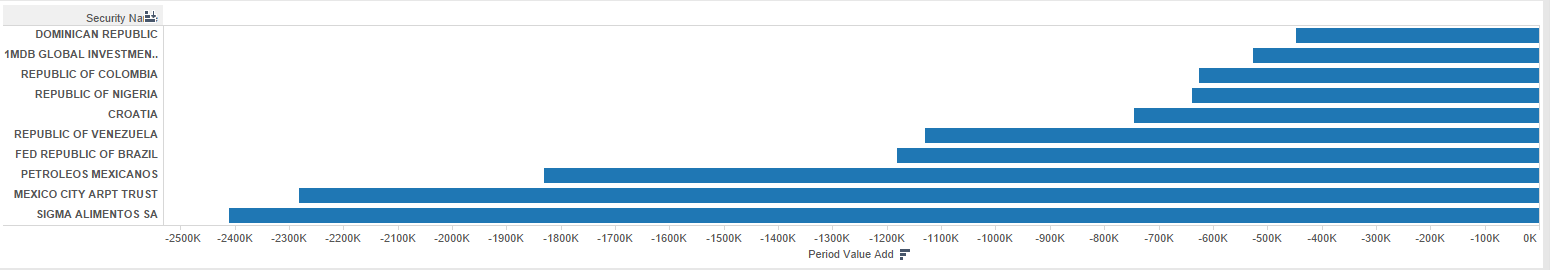 Security Na
DOMINICAN REPUBLIC
1MDB GLOBAL INVESTMEN..
REPUBLIC OF COLOMBIA
REPUBLIC OF NIGERIA
CROATIA
REPUBLIC OF VENEZUELA
FED REPUBLIC OF BRAZIL
PETROLEOS MEXICANOS
MEXICO CITY ARPT TRUST
SIGMA ALIMENTOS SA
-2500K -2400K -2300K -2200K -2100K -2000K -1900K -1800K -1700K -1600K -1500K -1400K -1300K -1200K -1100K -1000K -900K -800K -700K -600K -500K -400K -300K -200K -100K 0K
Period Value Add